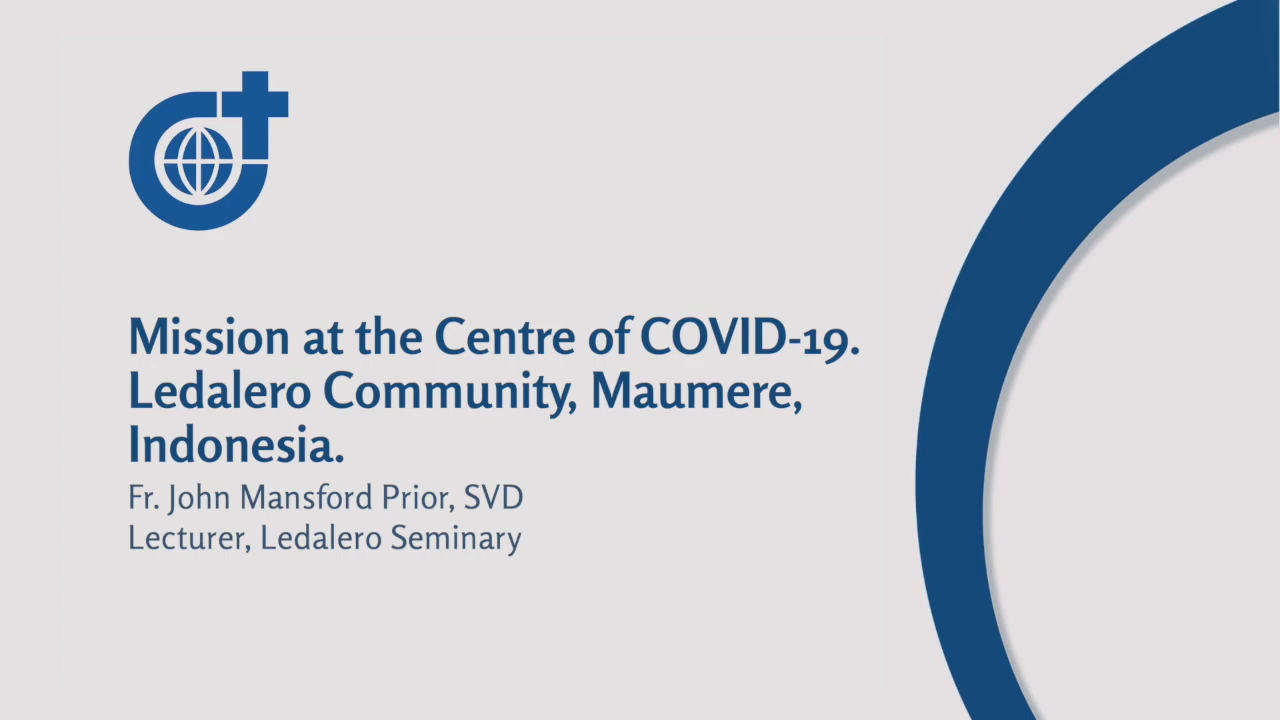 Mission at the Centre of COVID-19.
Ledalero Community, Maumere,
Indonesia.
Fr. John Mansford Prior, SVD
Lecturer, Ledalero Seminary